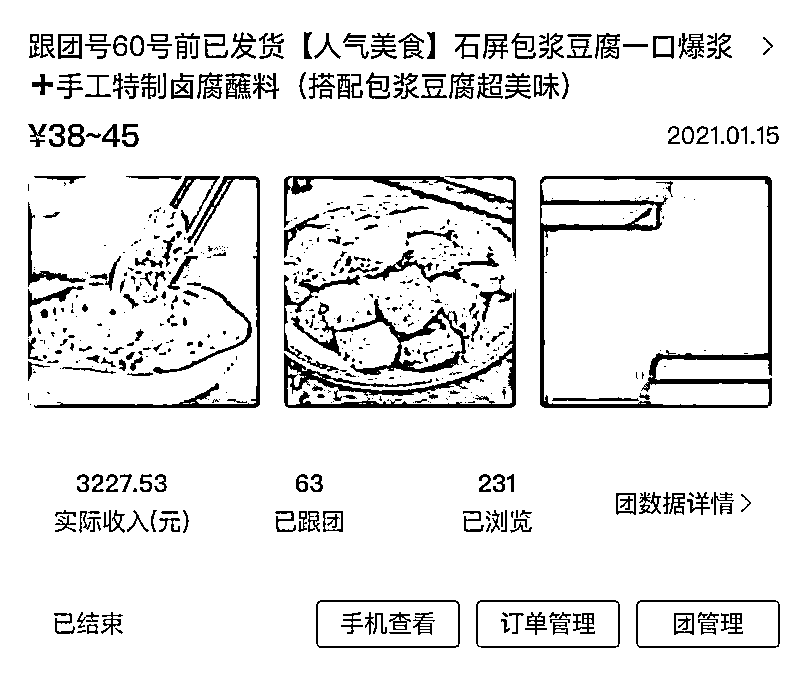 跟团号60号前已发货【人气美食】石屏包浆豆腐一口爆浆
+手工特制卤腐蘸料（搭配包浆豆腐超美味）
¥38~45
2021.01.15
3227.53
63
231
实际收入(元)
已跟团
已浏览
团数据详情
已结束
手机查看
订单管理
团管理